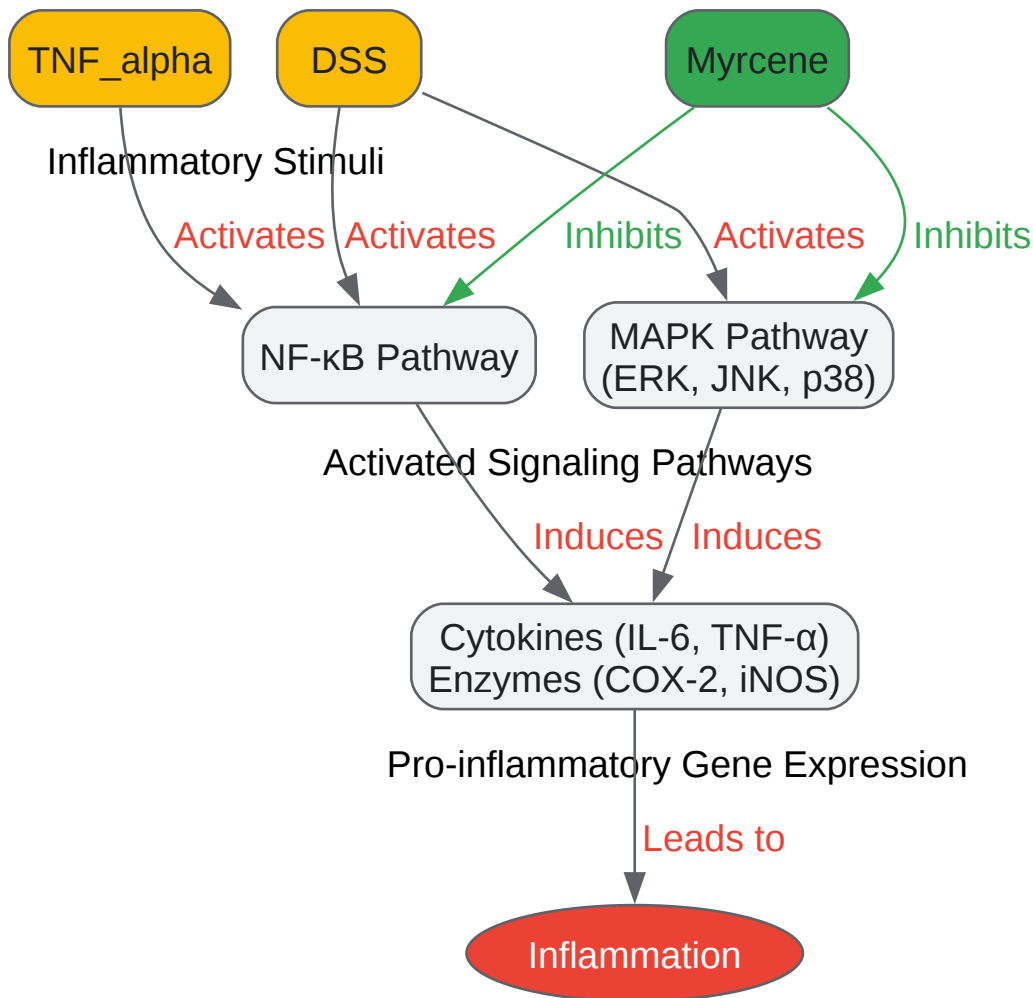 TNF_alpha
DSS
Myrcene
Inflammatory Stimuli
Activates
Activates
Inhibits
Activates
Inhibits
NF-κB Pathway
MAPK Pathway
(ERK, JNK, p38)
Activated Signaling Pathways
Induces
Induces
Cytokines (IL-6, TNF-α)
Enzymes (COX-2, iNOS)
Pro-inflammatory Gene Expression
Leads to
Inflammation